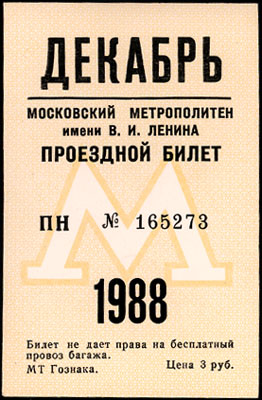 ДЕКАБРЬ
МОСКОВСКИЙ МЕТРОПОЛИТЕН
имени В. И. ЛЕНИНА
ПРОЕЗДНОЙ БИЛЕТ
М
ПН № 165273
1988
Билет не дает права на бесплатный
провоз багажа.
МТ Гознака. Цена 3 руб.